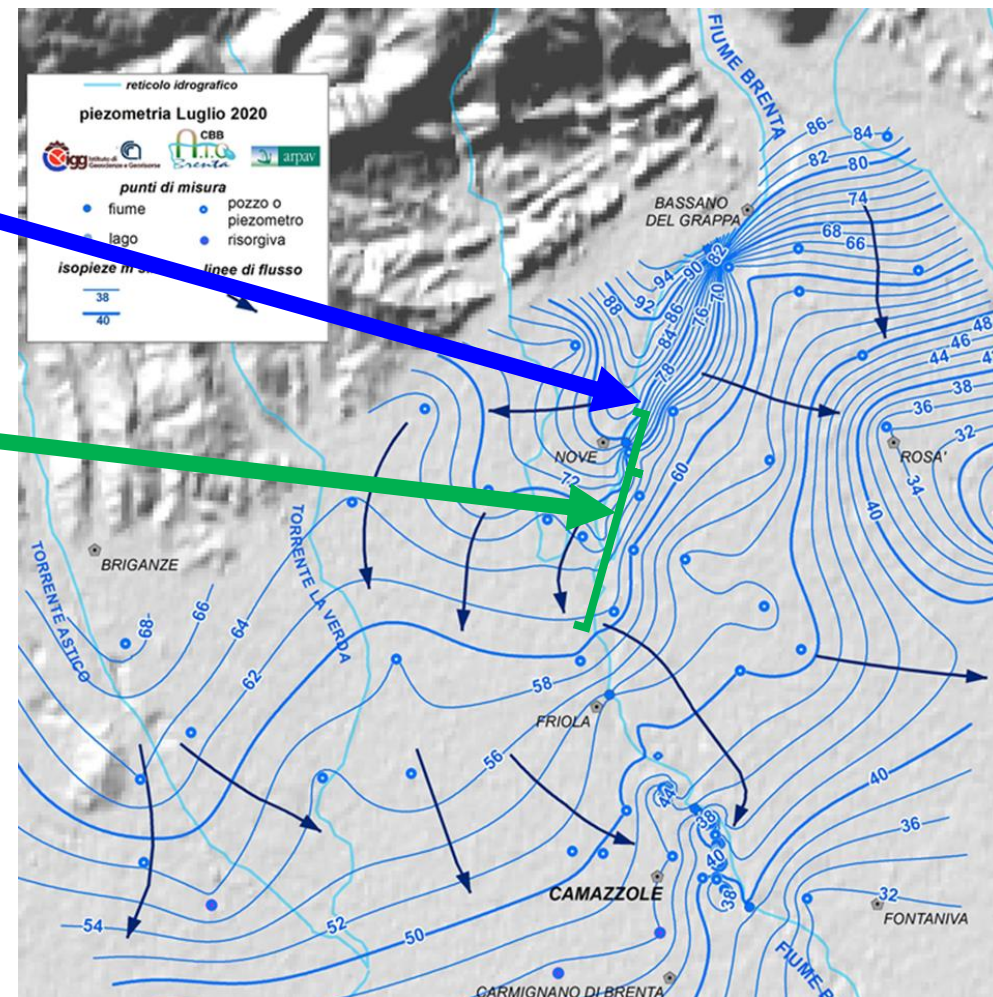 reticolo idrografico
piezometria Luglio 2020
igg Istituto di
Geoscienze e Georisorse
CBB
A.T.O.
Brenta
arpav
punti di misura
fiume
pozzo o
piezometro
lago
risorgiva
isopieze m s
linee di flusso
38
40
FIUME BRENTA
86
84
82
80
74
68
66
BASSANO
DEL GRAPPA
82
90
94
92
88
86
84
76
70
78
48
46
44
38
36
32
34
ROSA'
NOVE
72
60
40
BRIGANZE
TORRENTE ASTICO
TORRENTE LA VERDA
68
66
64
62
58
FRIOLA
56
44
38
40
38
40
36
32
CAMAZZOLE
FONTANIVA
54
52
50
CARMIGNANO DI BRENTA
FIUME